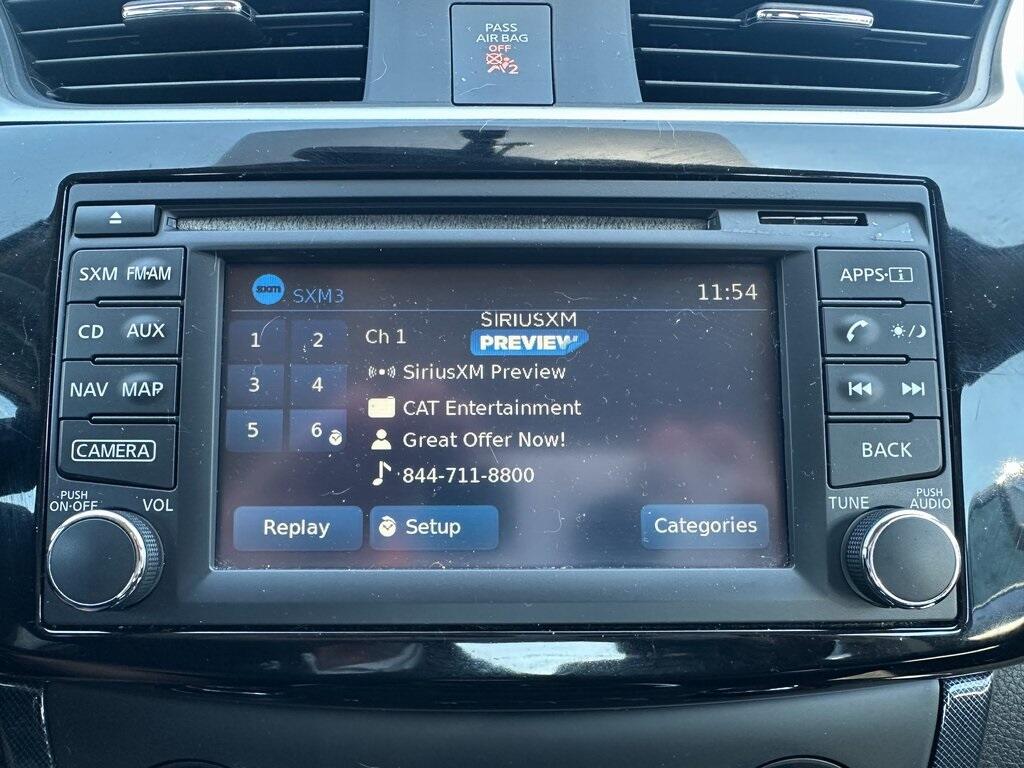 PASS
AIR BAG
OFF
2
SXM FM·AM
CD AUX
NAV MAP
CAMERA
PUSH
ON·OFF
VOL
sxm SXM3
11:54
1 2
3 4
5 6
Ch 1
SIRIUSXM
PREVIEW
SiriusXM Preview
CAT Entertainment
Great Offer Now!
844-711-8800
Replay
Setup
Categories
APPS·i
BACK
TUNE
PUSH
AUDIO